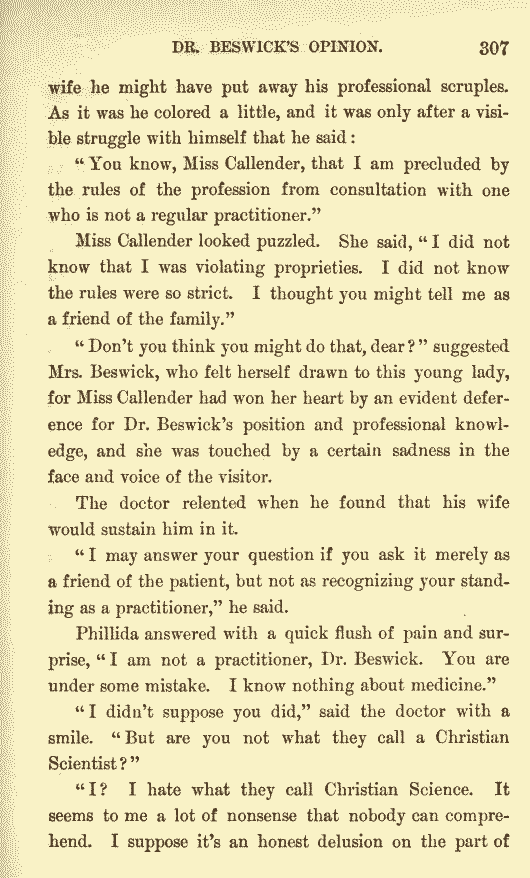 DR. BESWICK'S OPINION. 307
wife he might have put away his professional scruples.
As it was he colored a little, and it was only after a visi-
ble struggle with himself that he said:
"You know, Miss Callender, that I am precluded by
the rules of the profession from consultation with one
who is not a regular practitioner."
Miss Callender looked puzzled. She said, "I did not
know that I was violating proprieties. I did not know
the rules were so strict. I thought you might tell me as
a friend of the family."
"Don't you think you might do that, dear?" suggested
Mrs. Beswick, who felt herself drawn to this young lady,
for Miss Callender had won her heart by an evident defer-
ence for Dr. Beswick's position and professional knowl-
edge, and she was touched by a certain sadness in the
face and voice of the visitor.
The doctor relented when he found that his wife
would sustain him in it.
"I may answer your question if you ask it merely as
a friend of the patient, but not as recognizing your stand-
ing as a practitioner," he said.
Phillida answered with a quick flush of pain and sur-
prise, "I am not a practitioner, Dr. Beswick. You are
under some mistake. I know nothing about medicine."
"I didn't suppose you did," said the doctor with a
smile. "But are you not what they call a Christian
Scientist?"
"I? I hate what they call Christian Science. It
seems to me a lot of nonsense that nobody can compre-
hend. I suppose it's an honest delusion on the part of